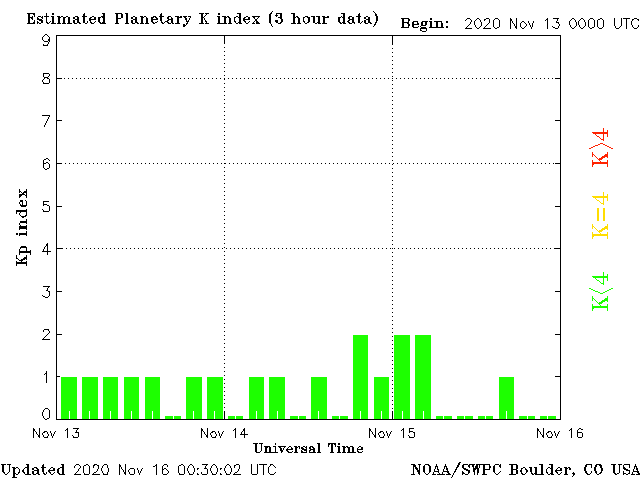 Estimated Planetary K index (3 hour data)
Begin: 2020 Nov 13 0000 UTC
9
8
7
6
5
4
3
2
1
0
Kp index
K>4
K=4
K<4
Nov 13
Nov 14
Nov 15
Nov 16
Universal Time
Updated 2020 Nov 16 00:30:02 UTC
NOAA/SWPC Boulder, CO USA